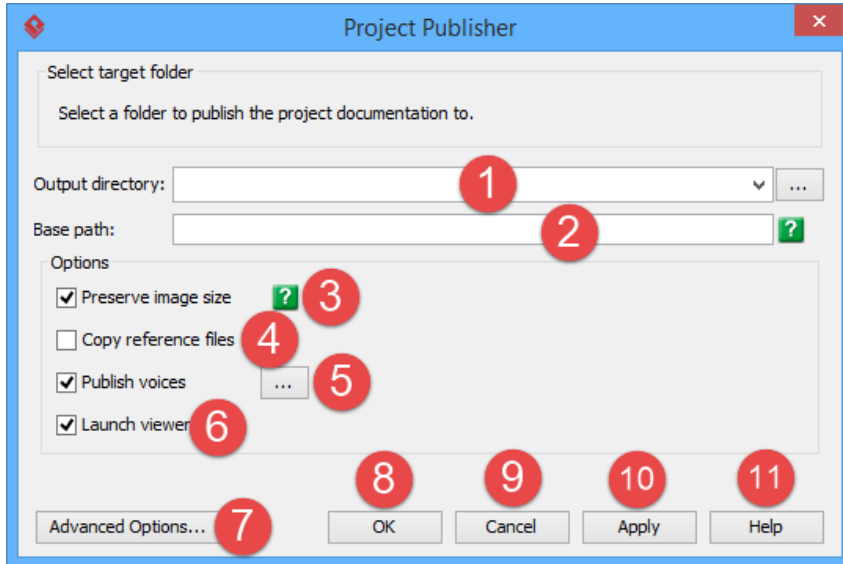 Project Publisher
Select target folder
Select a folder to publish the project documentation to.
Output directory: 1 ...
Base path: 2 ?
Options
Preserve image size ? 3
Copy reference files 4
Publish voices ... 5
Launch viewer 6
8 9 10 11
Advanced Options... 7 OK Cancel Apply Help